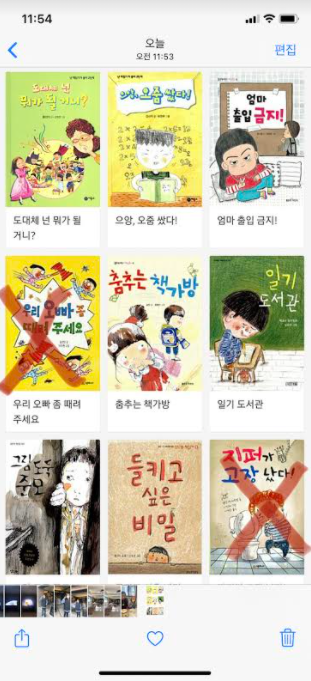 11:54
오늘
오전 11:53
편집
도대체 넌
뭐가 될 거니?
으앙, 오줌 쌌다!
엄마
출입 금지!
도대체 넌 뭐가 될
거니?
으앙, 오줌 쌌다!
엄마 출입 금지!
우리 오빠 좀
때려 주세요
춤추는 책가방
일기
도서관
우리 오빠 좀 때려
주세요
춤추는 책가방
일기 도서관
그림 도둑
준모
들키고
싶은
비밀
지퍼가
고장 났다!